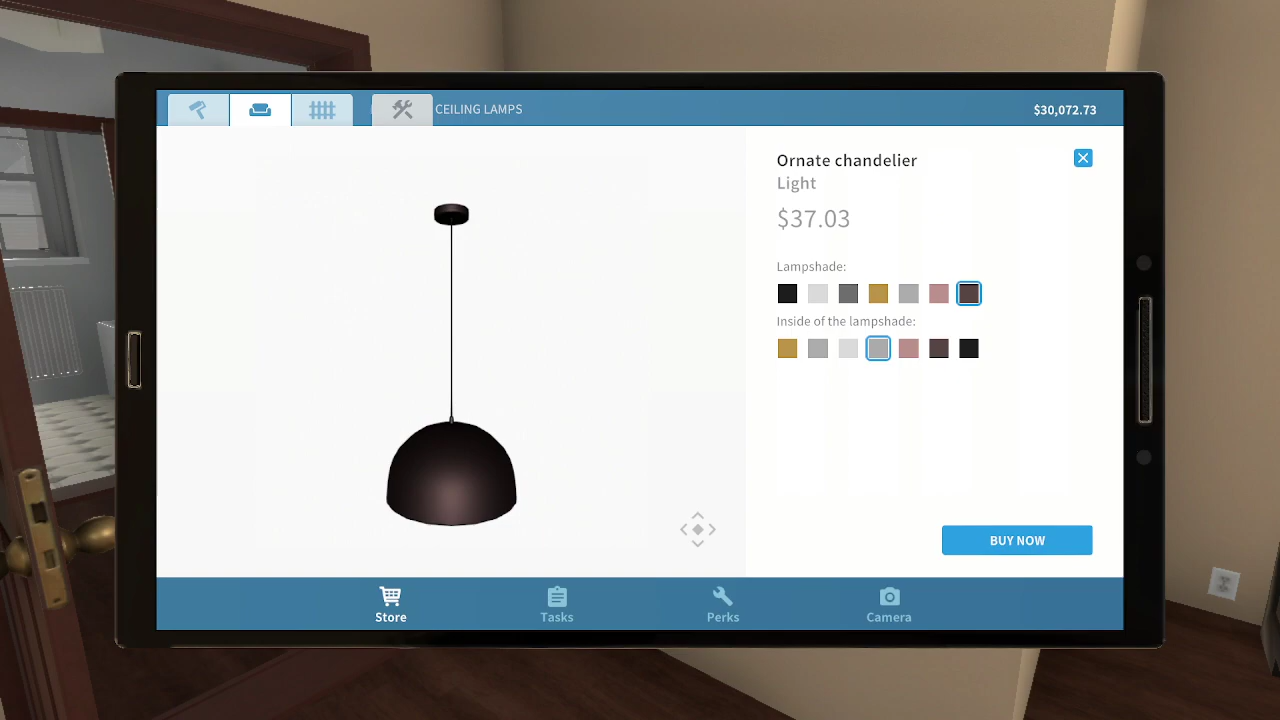 CEILING LAMPS
$30,072.73
Ornate chandelier
Light
$37.03
Lampshade:
Inside of the lampshade:
BUY NOW
Store
Tasks
Perks
Camera